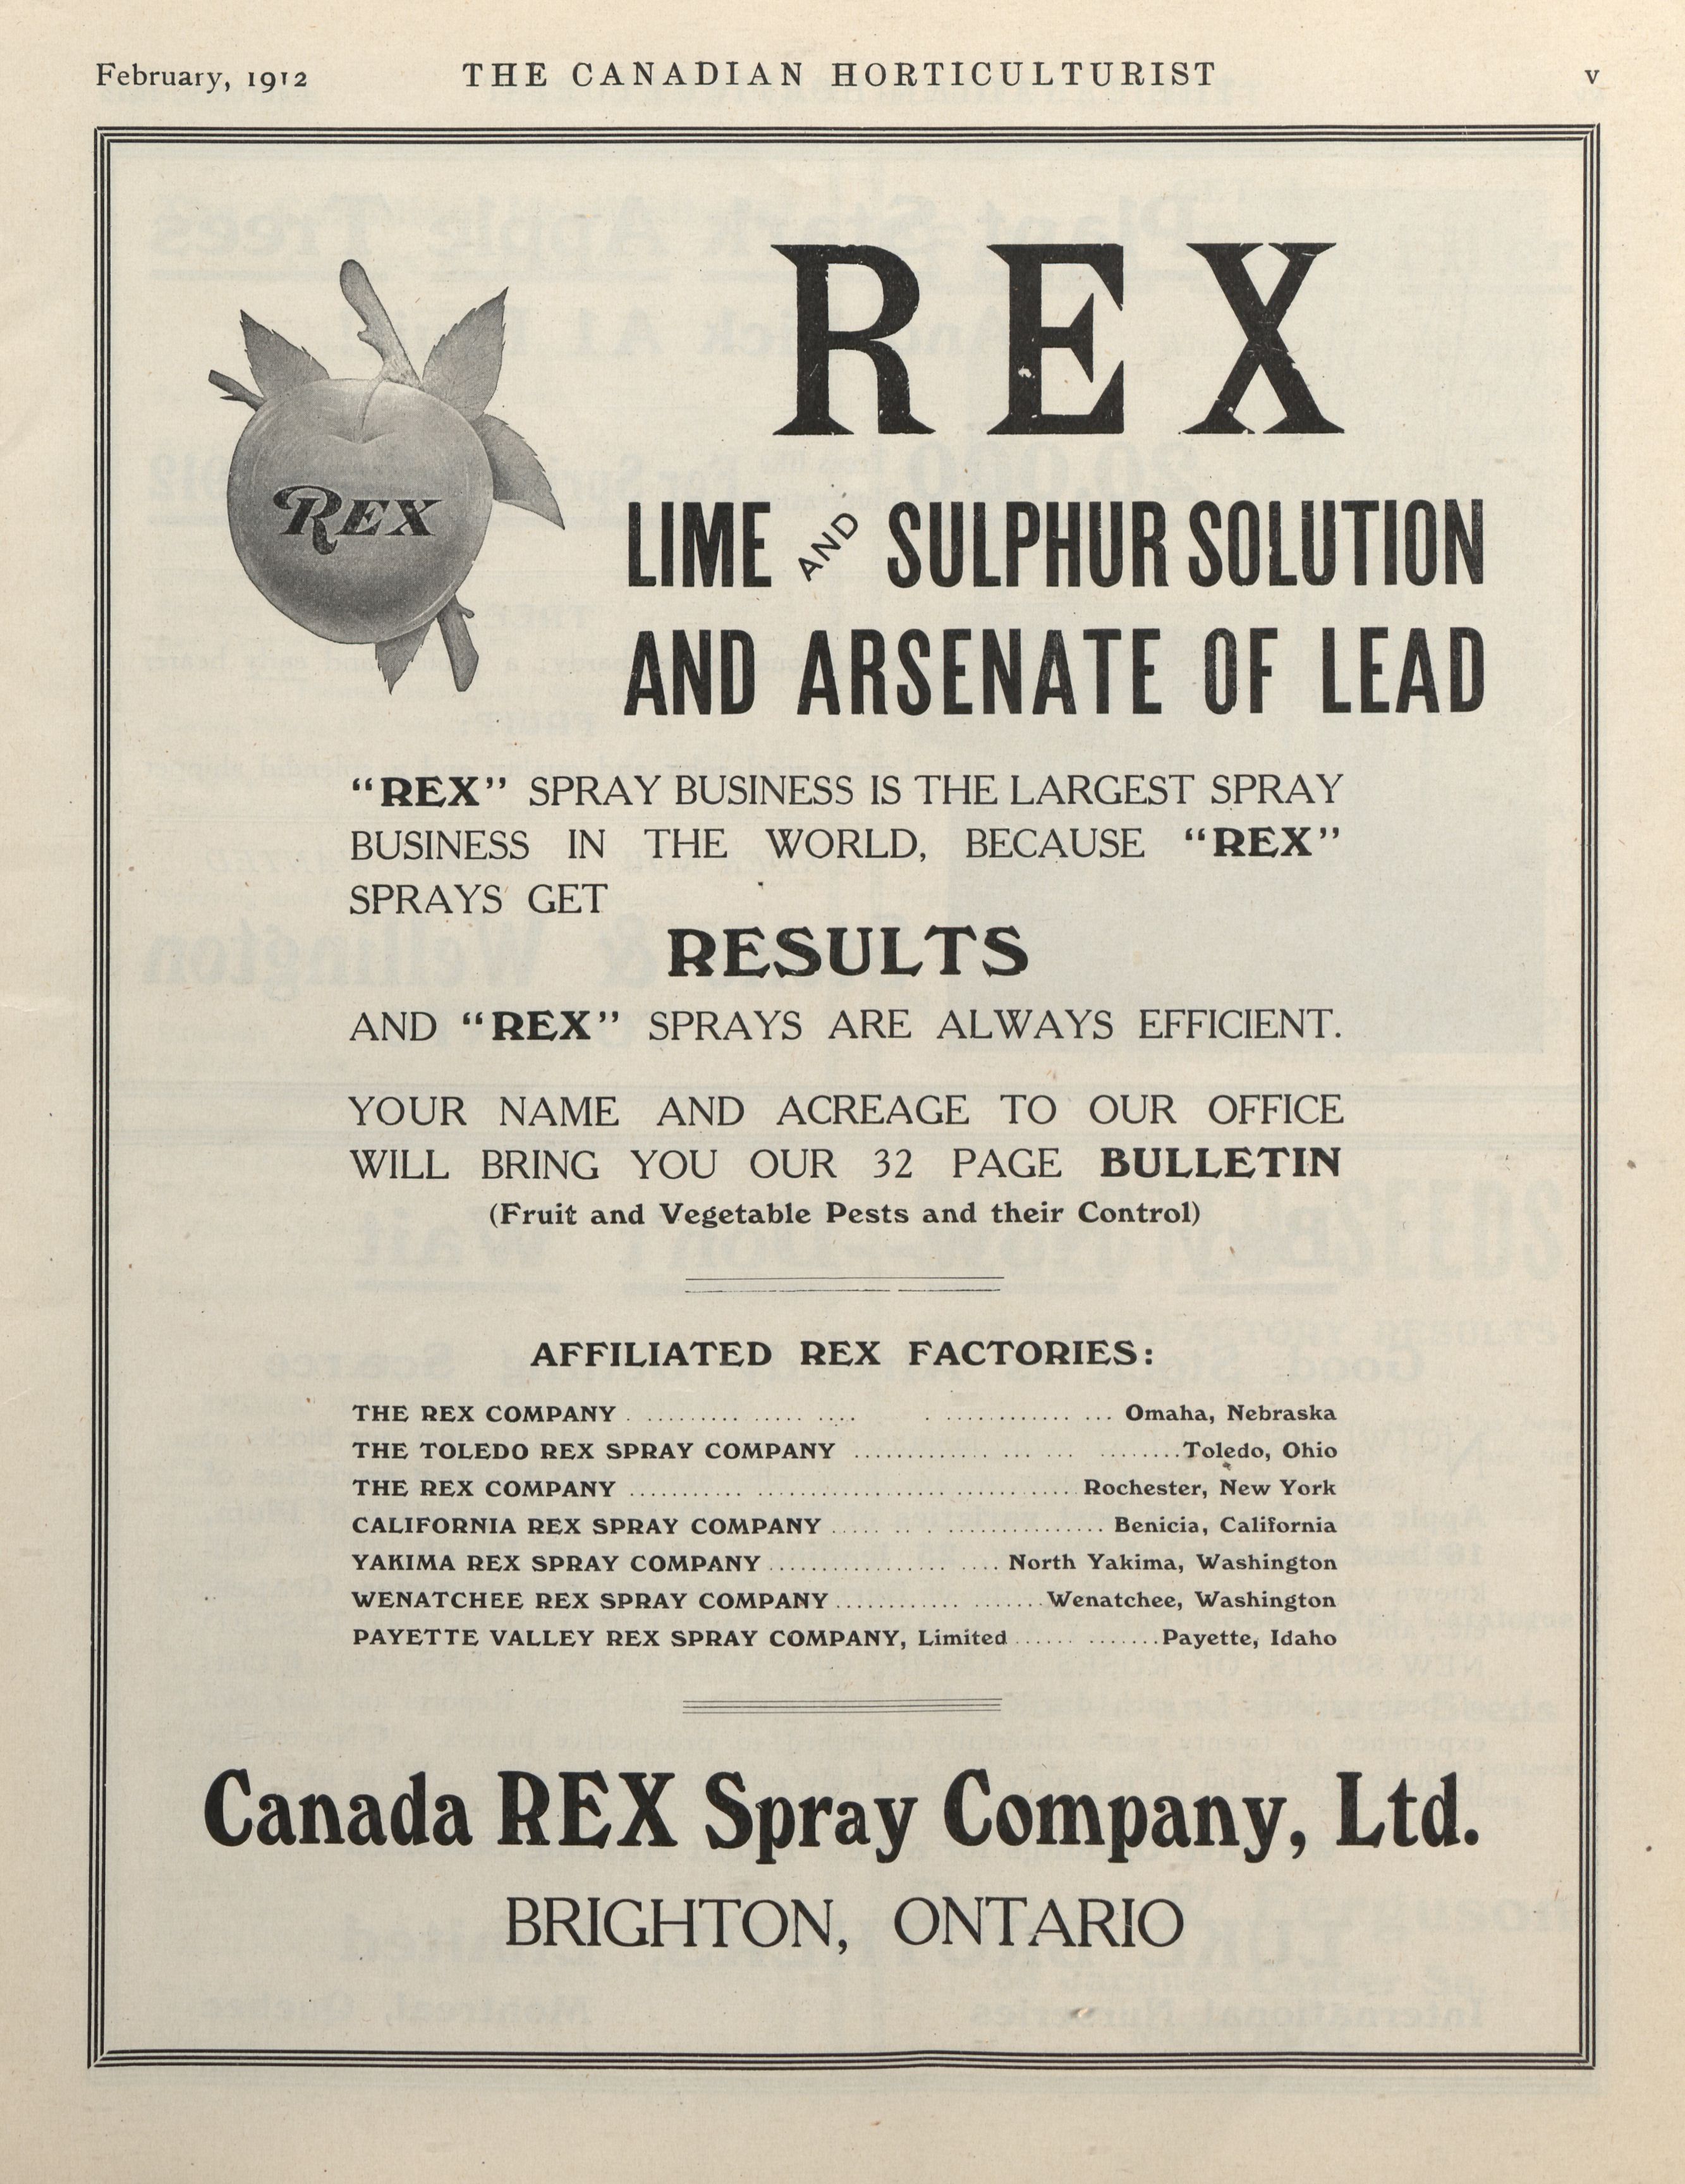 February, 1912 THE CANADIAN HORTICULTURIST v
REX
REX
LIME AND SULPHUR SOLUTION
AND ARSENATE OF LEAD
“REX” SPRAY BUSINESS IS THE LARGEST SPRAY
BUSINESS IN THE WORLD, BECAUSE “REX”
SPRAYS GET
RESULTS
AND “REX” SPRAYS ARE ALWAYS EFFICIENT.
YOUR NAME AND ACREAGE TO OUR OFFICE
WILL BRING YOU OUR 32 PAGE BULLETIN
(Fruit and Vegetable Pests and their Control)
AFFILIATED REX FACTORIES:
THE REX COMPANY . .......... ..... .... . ............ ... Omaha, Nebraska
THE TOLEDO REX SPRAY COMPANY ............ ... .. ........Toledo, Ohio
THE REX COMPANY ........... ...................... ............. Rochester, New York
CALIFORNIA REX SPRAY COMPANY ..... .. . .................. Benicia, California
YAKIMA REX SPRAY COMPANY ................. .... North Yakima, Washington
WENATCHEE REX SPRAY COMPANY ............ .......Wenatchee, Washington
PAYETTE VALLEY REX SPRAY COMPANY, Limited ...... ........Payette, Idaho
Canada REX Spray Company, Ltd.
BRIGHTON, ONTARIO